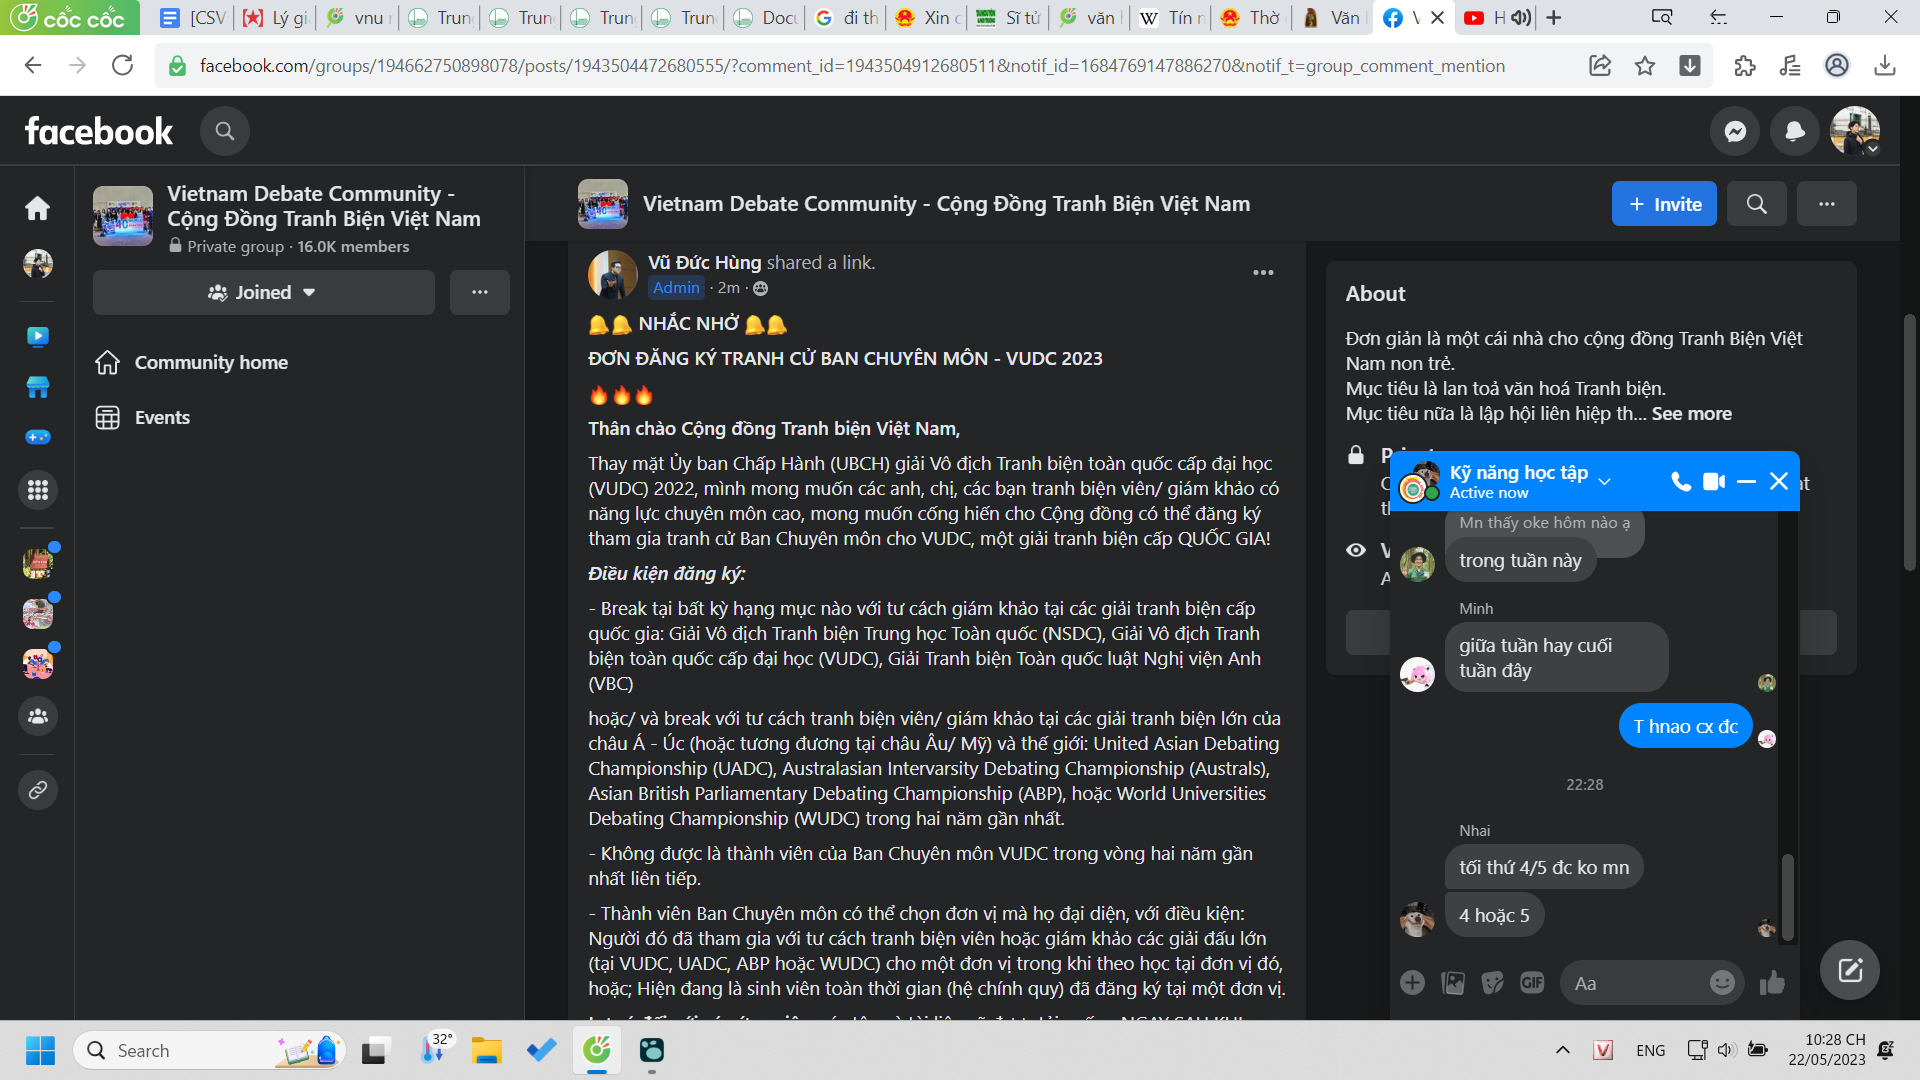 cốc cốc
[CSV
Lý gi
vnu
Trun
Trun
Trun
Trun
Docu
đi th
Xin c
Sĩ tử
văn
Tín n
Thờ
Văn
facebook.com/groups/194662750898078/posts/1943504472680555/?comment_id=1943504912680511&notif_id=1684769147886270&notif_t=group_comment_mention
facebook
Vietnam Debate Community -
Cộng Đồng Tranh Biện Việt Nam
Private group · 16.0K members
Joined
Community home
Events
Vietnam Debate Community - Cộng Đồng Tranh Biện Việt Nam
Invite
Vũ Đức Hùng shared a link.
Admin · 2m ·
🔔🔔 NHẮC NHỞ 🔔🔔
ĐƠN ĐĂNG KÝ TRANH CỬ BAN CHUYÊN MÔN - VUDC 2023
🔥🔥🔥
Thân chào Cộng đồng Tranh biện Việt Nam,
Thay mặt Ủy ban Chấp Hành (UBCH) giải Vô địch Tranh biện toàn quốc cấp đại học
(VUDC) 2022, mình mong muốn các anh, chị, các bạn tranh biện viên/ giám khảo có
năng lực chuyên môn cao, mong muốn cống hiến cho Cộng đồng có thể đăng ký
tham gia tranh cử Ban Chuyên môn cho VUDC, một giải tranh biện cấp QUỐC GIA!
Điều kiện đăng ký:
- Break tại bất kỳ hạng mục nào với tư cách giám khảo tại các giải tranh biện cấp
quốc gia: Giải Vô địch Tranh biện Trung học Toàn quốc (NSDC), Giải Vô địch Tranh
biện toàn quốc cấp đại học (VUDC), Giải Tranh biện Toàn quốc luật Nghị viện Anh
(VBC)
hoặc/ và break với tư cách tranh biện viên/ giám khảo tại các giải tranh biện lớn của
châu Á - Úc (hoặc tương đương tại châu Âu/ Mỹ) và thế giới: United Asian Debating
Championship (UADC), Australasian Intervarsity Debating Championship (Australs),
Asian British Parliamentary Debating Championship (ABP), hoặc World Universities
Debating Championship (WUDC) trong hai năm gần nhất.
- Không được là thành viên của Ban Chuyên môn VUDC trong vòng hai năm gần
nhất liên tiếp.
- Thành viên Ban Chuyên môn có thể chọn đơn vị mà họ đại diện, với điều kiện:
Người đó đã tham gia với tư cách tranh biện viên hoặc giám khảo các giải đấu lớn
(tại VUDC, UADC, ABP hoặc WUDC) cho một đơn vị trong khi theo học tại đơn vị đó,
hoặc; Hiện đang là sinh viên toàn thời gian (hệ chính quy) đã đăng ký tại một đơn vị.
About
Đơn giản là một cái nhà cho cộng đồng Tranh Biện Việt
Nam non trẻ.
Mục tiêu là lan toả văn hoá Tranh biện.
Mục tiêu nữa là lập hội liên hiệp th... See more
Kỹ năng học tập
Active now
Mn thấy oke hôm nào ạ
trong tuần này
Minh
giữa tuần hay cuối
tuần đây
T hnao cx đc
22:28
Nhai
tối thứ 4/5 đc ko mn
4 hoặc 5
GIF
Aa
Search
32°
ENG
10:28 CH
22/05/2023